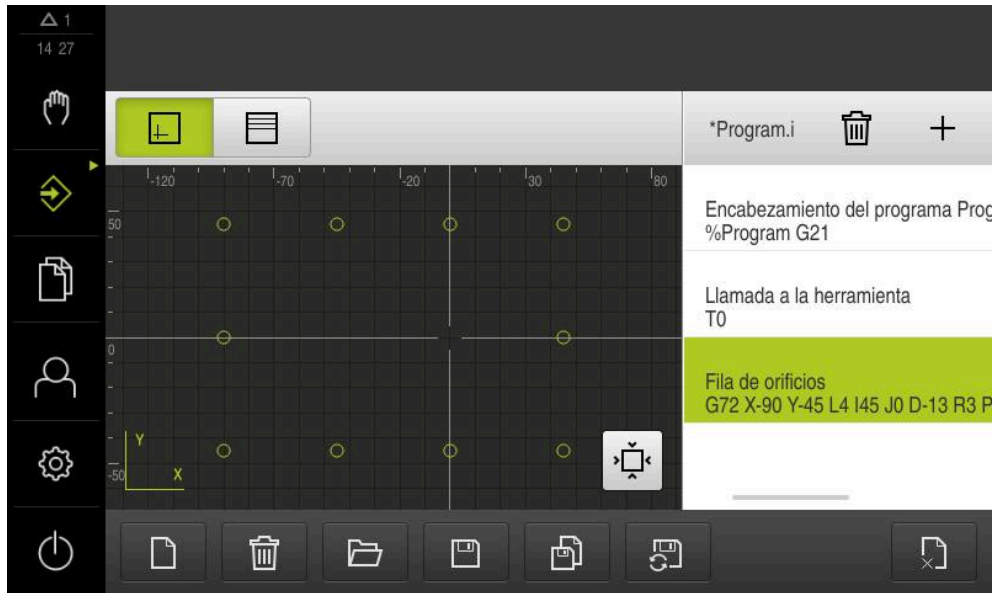 1
14 27
*Program.i
-120
-70
-20
30
80
50
0
-50
Y
X
Encabezamiento del programa Prog
%Program G21
Llamada a la herramienta
T0
Fila de orificios
G72 X-90 Y-45 L4 I45 J0 D-13 R3 P